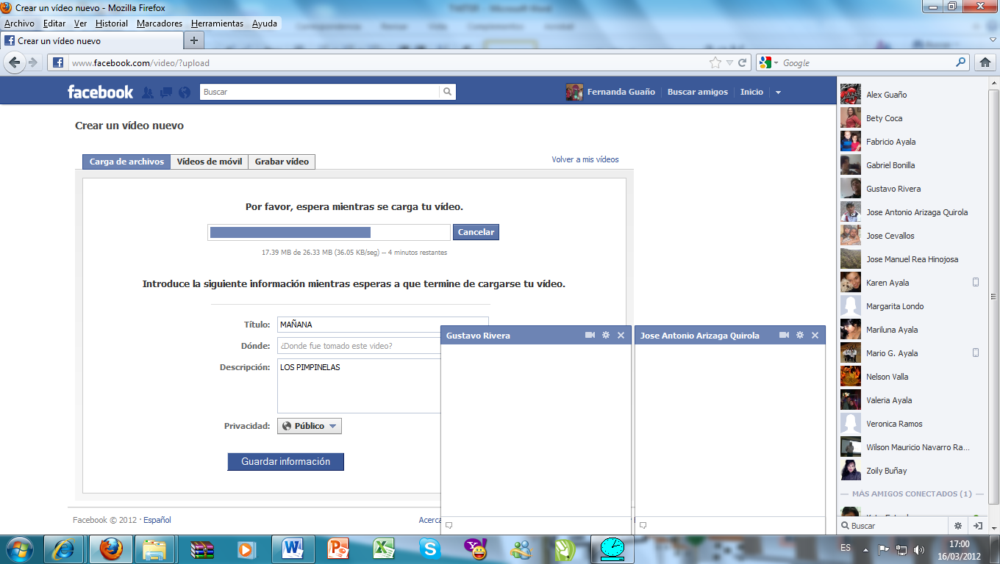 Crear un vídeo nuevo - Mozilla Firefox
Archivo Editar Ver Historial Marcadores Herramientas Ayuda
Crear un vídeo nuevo
www.facebook.com/video/?upload
Google
facebook
Buscar
Fernanda Guaño Buscar amigos Inicio
Crear un vídeo nuevo
Carga de archivos Vídeos de móvil Grabar vídeo
Volver a mis vídeos
Por favor, espera mientras se carga tu vídeo.
Cancelar
17.39 MB de 26.33 MB (36.05 KB/seg) -- 4 minutos restantes
Introduce la siguiente información mientras esperas a que termine de cargarse tu vídeo.
Título: MAÑANA
Dónde: ¿Donde fue tomado este video?
Descripción: LOS PIMPINELAS
Privacidad: Público
Guardar información
Facebook © 2012 · Español
Acerca
Gustavo Rivera
Jose Antonio Arizaga Quirola
Alex Guaño
Bety Coca
Fabricio Ayala
Gabriel Bonilla
Gustavo Rivera
Jose Antonio Arizaga Quirola
Jose Cevallos
Jose Manuel Rea Hinojosa
Karen Ayala
Margarita Londo
Mariluna Ayala
Mario G. Ayala
Nelson Valla
Valeria Ayala
Veronica Ramos
Wilson Mauricio Navarro Ra...
Zoily Buñay
MÁS AMIGOS CONECTADOS (1)
Buscar
ES
17:00
16/03/2012